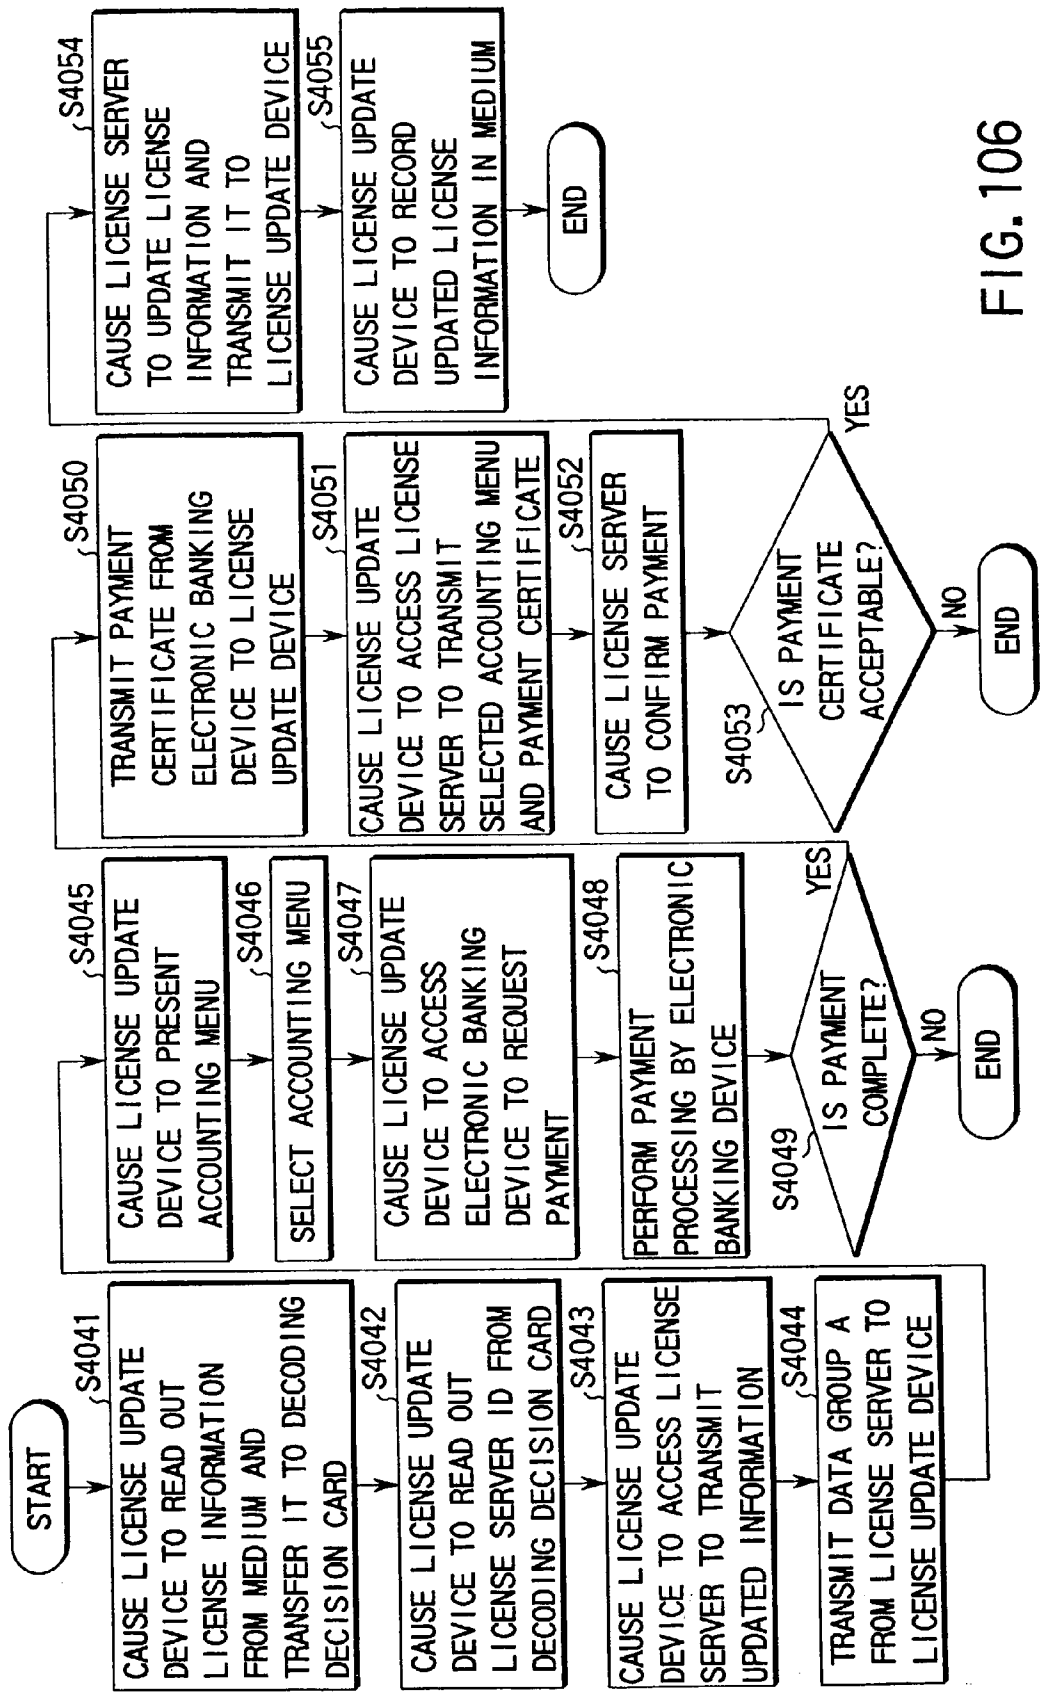 START
S4041
CAUSE LICENSE UPDATE
DEVICE TO READ OUT
LICENSE INFORMATION
FROM MEDIUM AND
TRANSFER IT TO DECODING
DECISION CARD
S4042
CAUSE LICENSE UPDATE
DEVICE TO READ OUT
LICENSE SERVER ID FROM
DECODING DECISION CARD
S4043
CAUSE LICENSE UPDATE
DEVICE TO ACCESS LICENSE
SERVER TO TRANSMIT
UPDATED INFORMATION
S4044
TRANSMIT DATA GROUP A
FROM LICENSE SERVER TO
LICENSE UPDATE DEVICE
S4045
CAUSE LICENSE UPDATE
DEVICE TO PRESENT
ACCOUNTING MENU
S4046
SELECT ACCOUNTING MENU
S4047
CAUSE LICENSE UPDATE
DEVICE TO ACCESS
ELECTRONIC BANKING
DEVICE TO REQUEST
PAYMENT
S4048
PERFORM PAYMENT
PROCESSING BY ELECTRONIC
BANKING DEVICE
S4049
IS PAYMENT
COMPLETE?
YES
NO
END
S4050
TRANSMIT PAYMENT
CERTIFICATE FROM
ELECTRONIC BANKING
DEVICE TO LICENSE
UPDATE DEVICE
S4051
CAUSE LICENSE UPDATE
DEVICE TO ACCESS LICENSE
SERVER TO TRANSMIT
SELECTED ACCOUNTING MENU
AND PAYMENT CERTIFICATE
S4052
CAUSE LICENSE SERVER
TO CONFIRM PAYMENT
S4053
IS PAYMENT
CERTIFICATE
ACCEPTABLE?
YES
NO
END
S4054
CAUSE LICENSE SERVER
TO UPDATE LICENSE
INFORMATION AND
TRANSMIT IT TO
LICENSE UPDATE DEVICE
S4055
CAUSE LICENSE UPDATE
DEVICE TO RECORD
UPDATED LICENSE
INFORMATION IN MEDIUM
END
FIG. 106